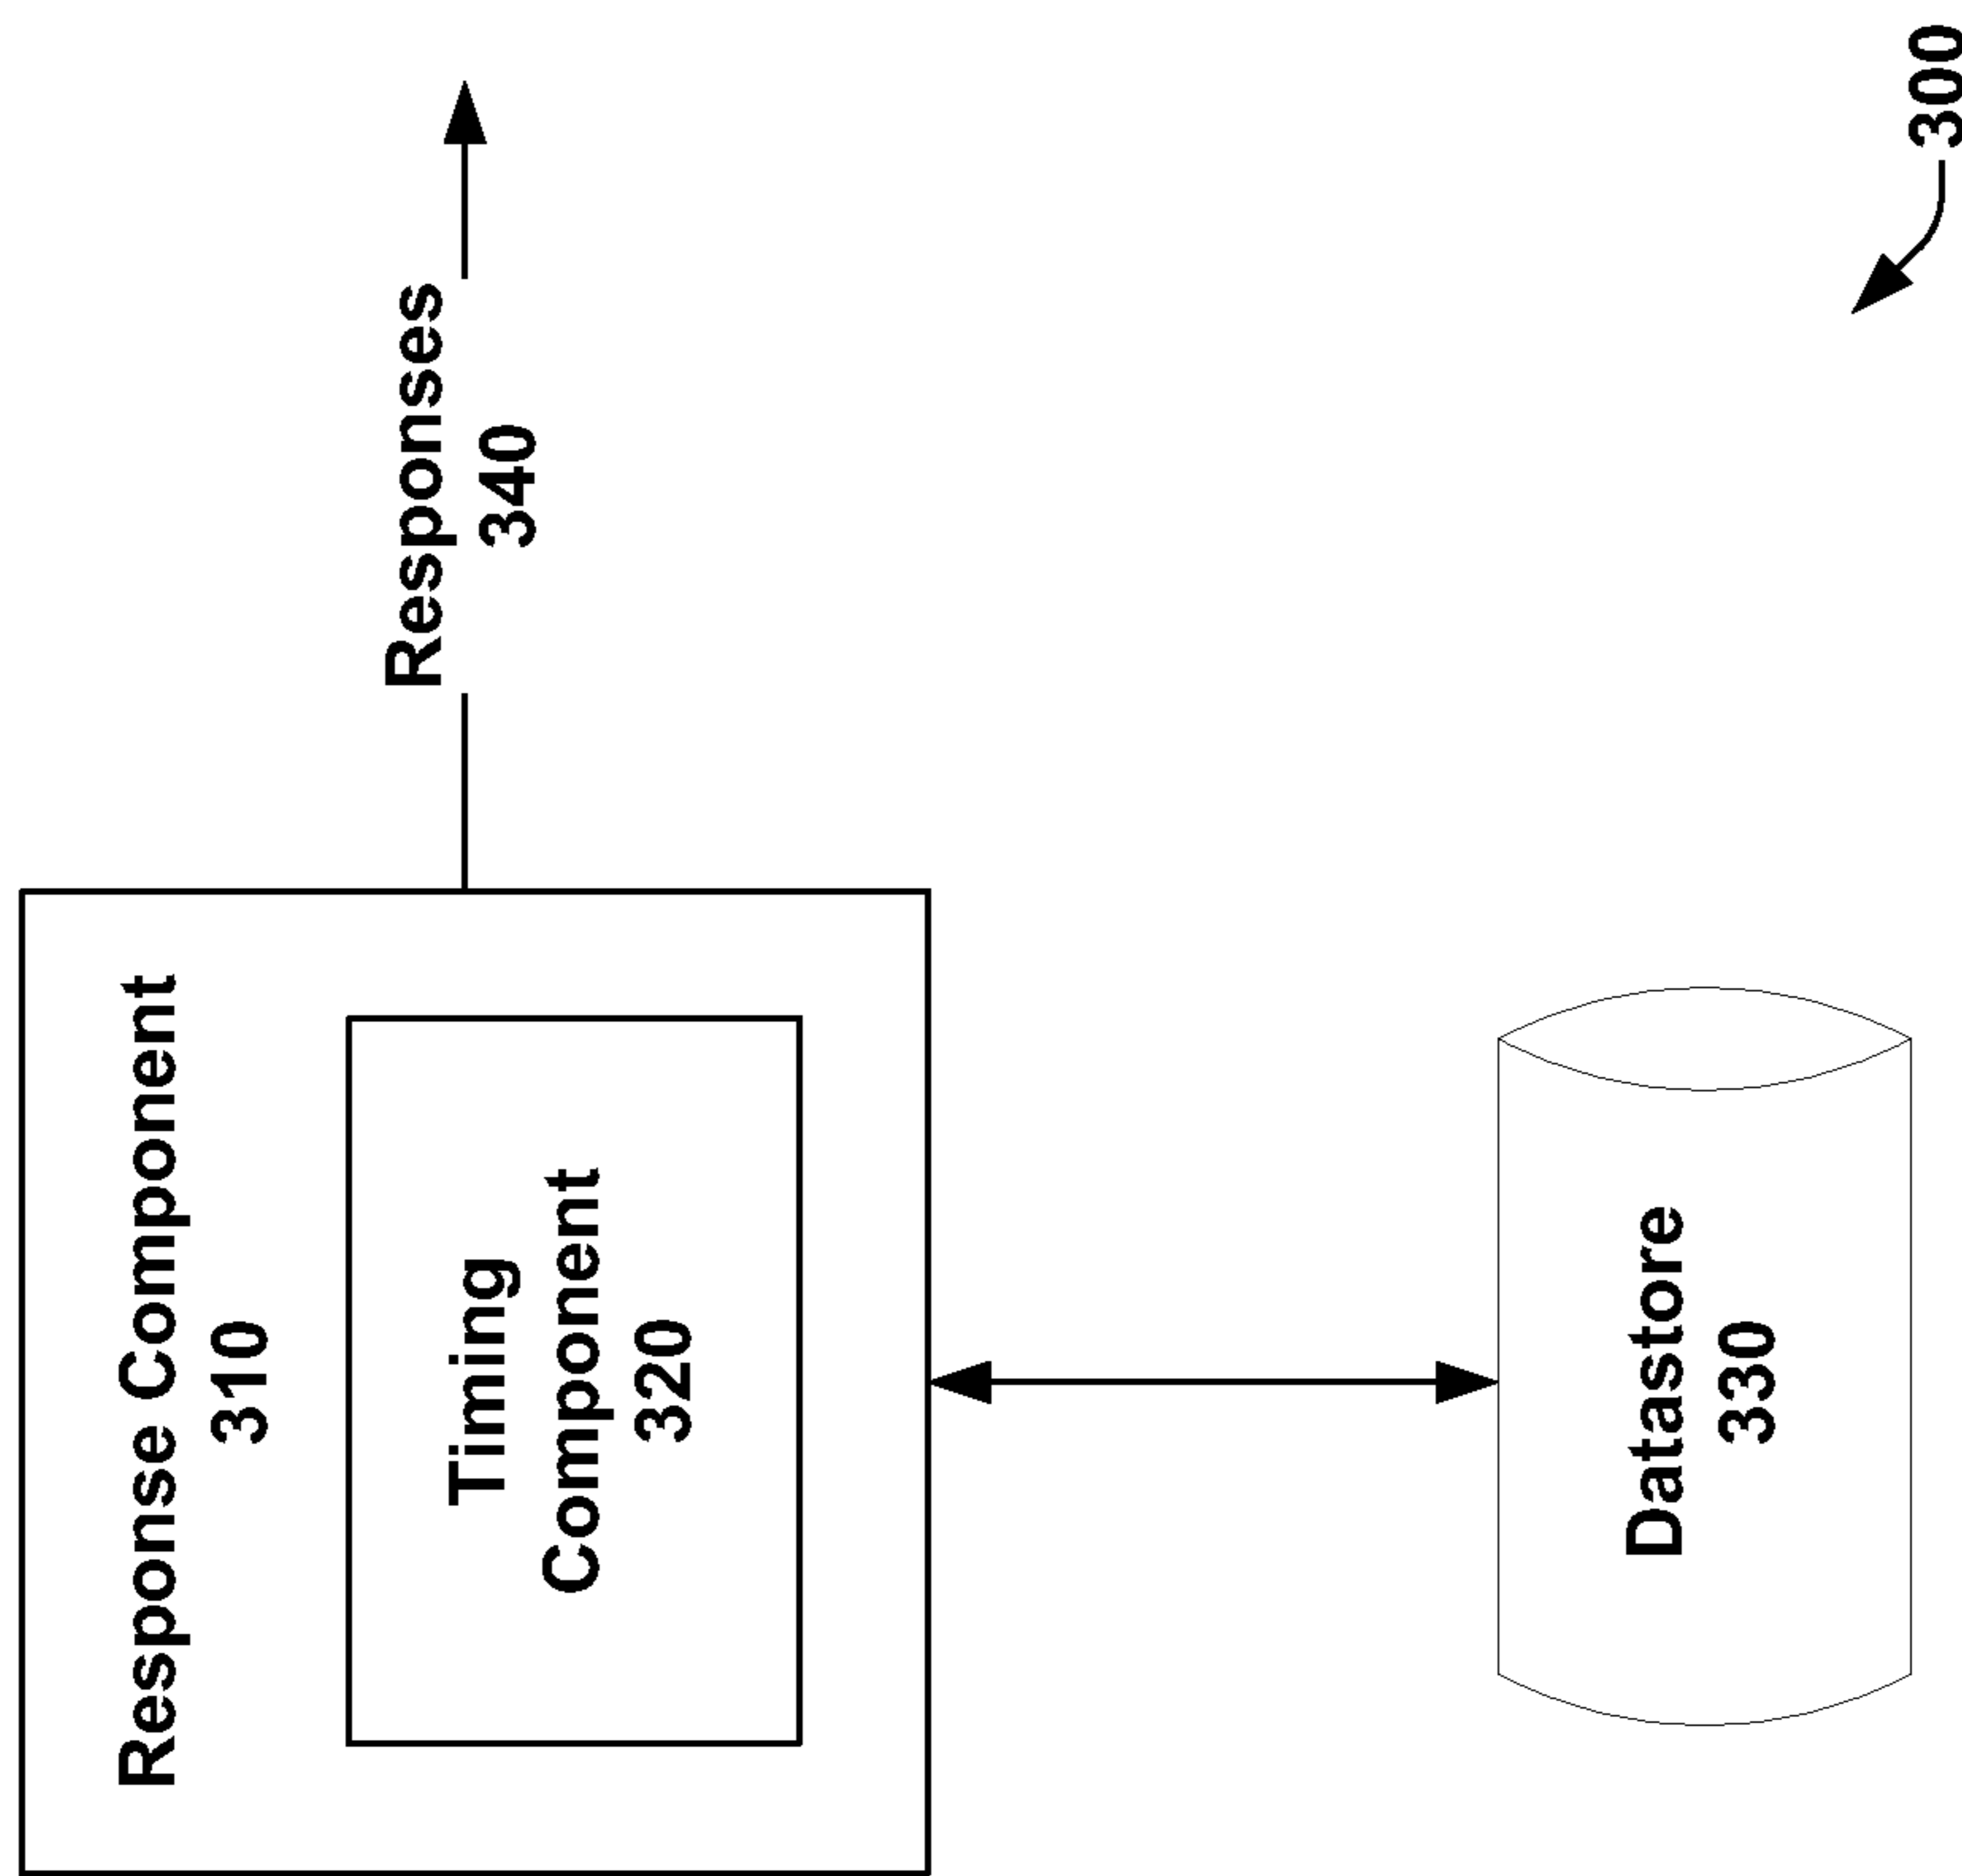 Response Component
310
Timing
Component
320
Responses
340
Datastore
330
300